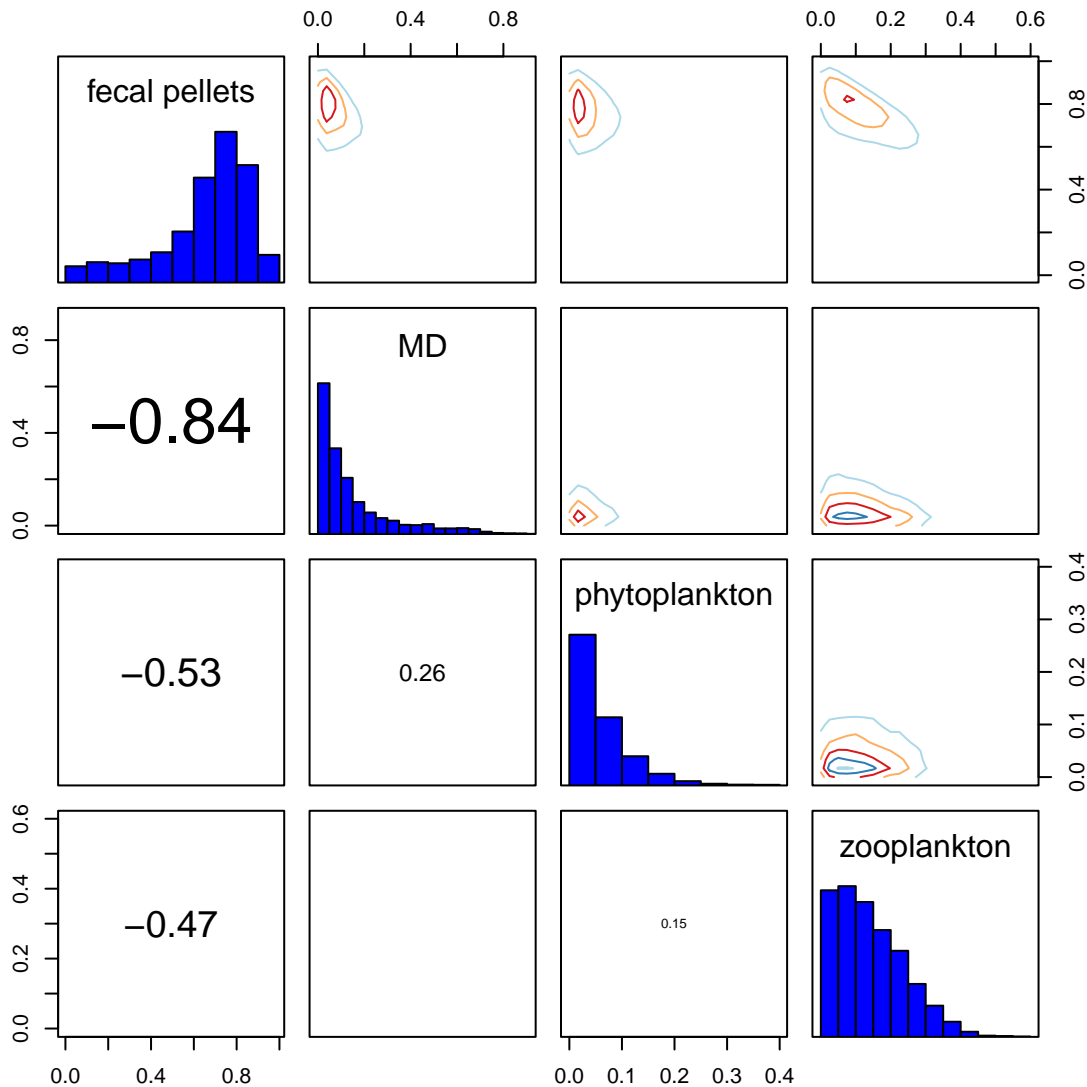 0.0 0.4 0.8 0.0 0.2 0.4 0.6
fecal pellets
0.0 0.4 0.8
MD
0.0 0.4 0.8
−0.84
phytoplankton
0.0 0.1 0.2 0.3 0.4
−0.53
0.26
zooplankton
0.0 0.2 0.4 0.6
−0.47
0.15
0.0 0.4 0.8 0.0 0.1 0.2 0.3 0.4